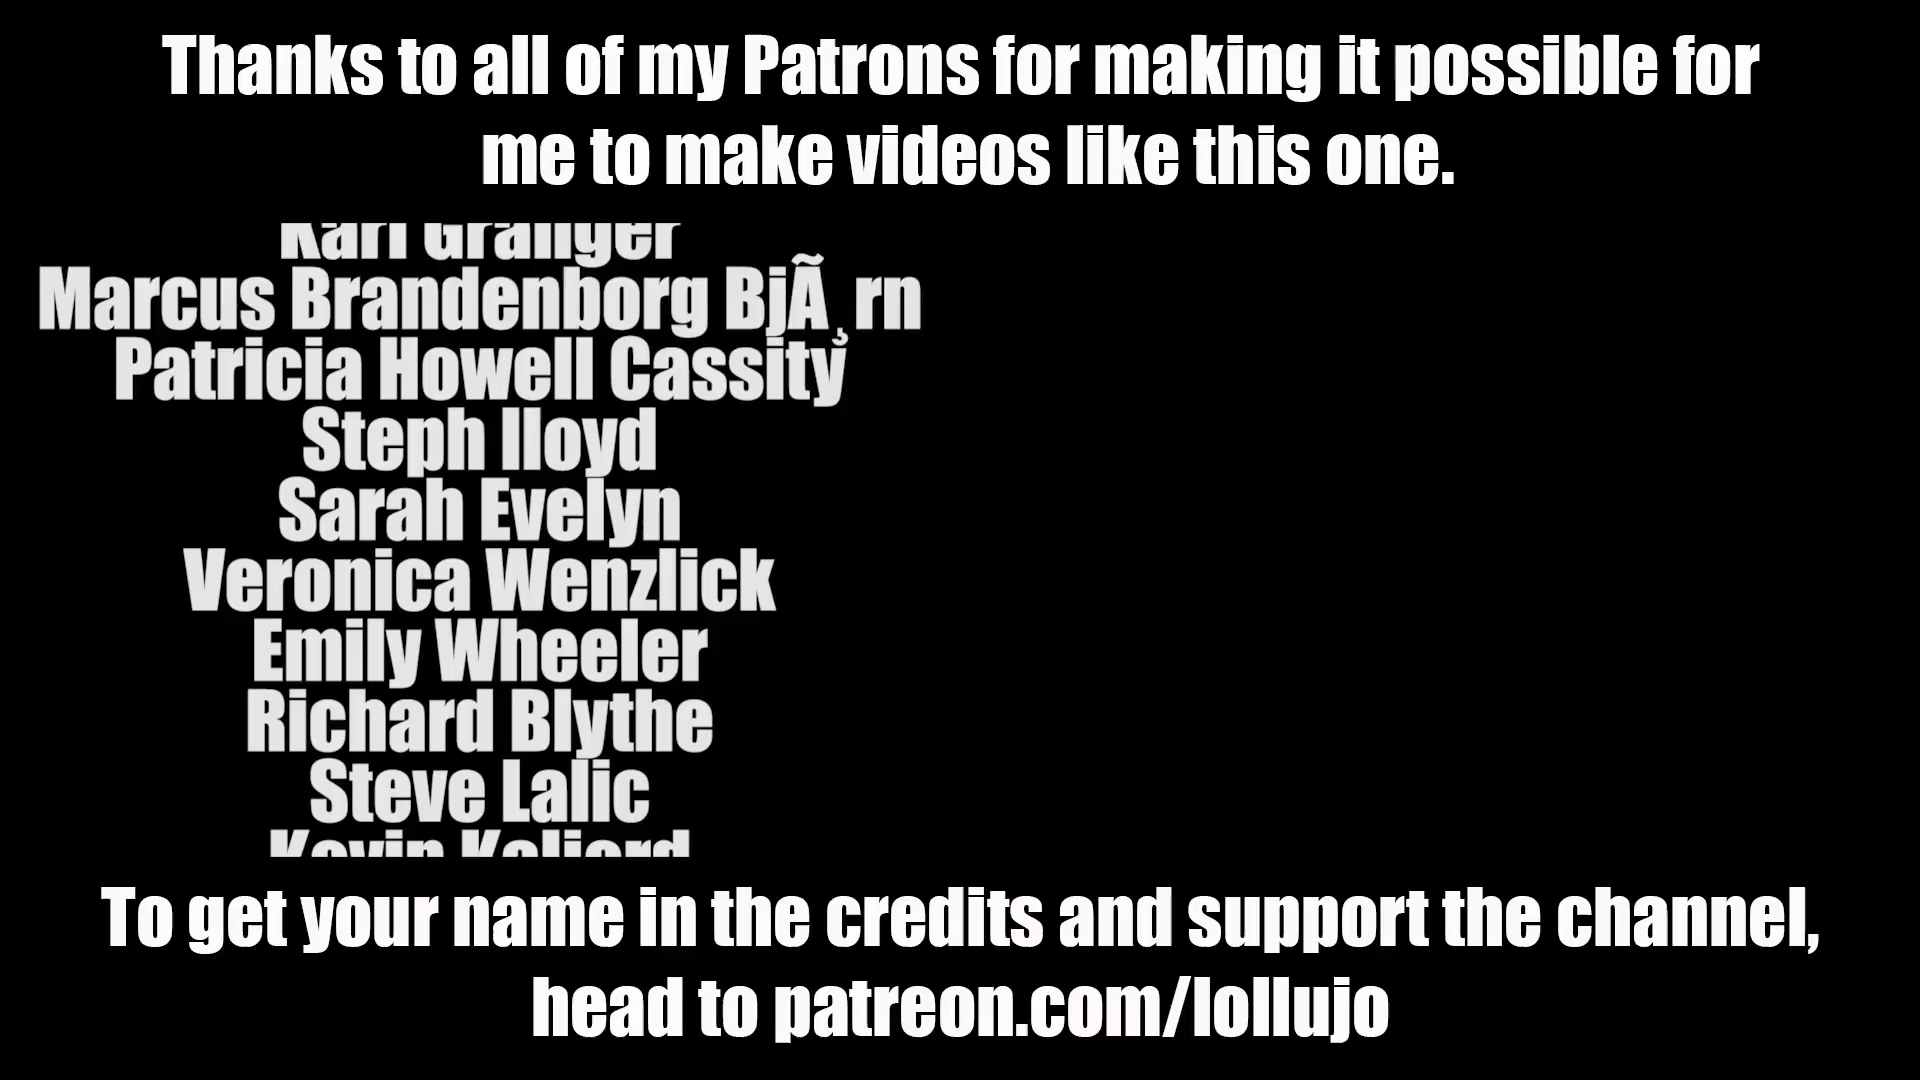 Thanks to all of my Patrons for making it possible for
me to make videos like this one.
Granger
Marcus Brandenborg BjÃ¸rn
Patricia Howell Cassity
Steph lloyd
Sarah Evelyn
Veronica Wenzlick
Emily Wheeler
Richard Blythe
Steve Lalic
Kevin
To get your name in the credits and support the channel,
head to patreon.com/lollujo